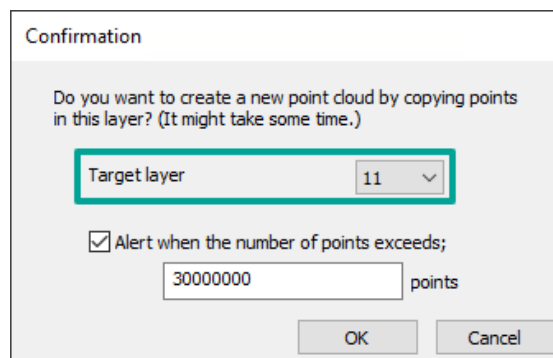 Confirmation
Do you want to create a new point cloud by copying points
in this layer? (It might take some time.)
Target layer 11
Alert when the number of points exceeds;
30000000 points
OK Cancel